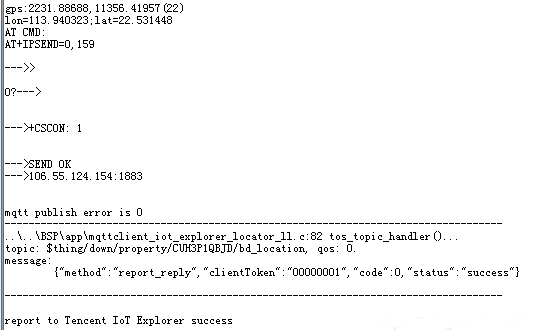 gps:2231.88688,11356.41957(22)
lon=113.940323;lat=22.531448
AT CMD:
AT+IPSEND=0,159
--->>
O?--->
--->+CSCON: 1
--->SEND OK
--->106.55.124.154:1883
mqtt publish error is 0
--------------------------------------------------------------------------------
..\..\BSP\app\mqttclient_iot_explorer_locator_ll.c:82 tos_topic_handler()...
topic: $thing/down/property/CUH3P1QBJD/bd_location, qos: 0.
message:
{"method":"report_reply","clientToken":"00000001","code":0,"status":"success"}
--------------------------------------------------------------------------------
report to Tencent IoT Explorer success